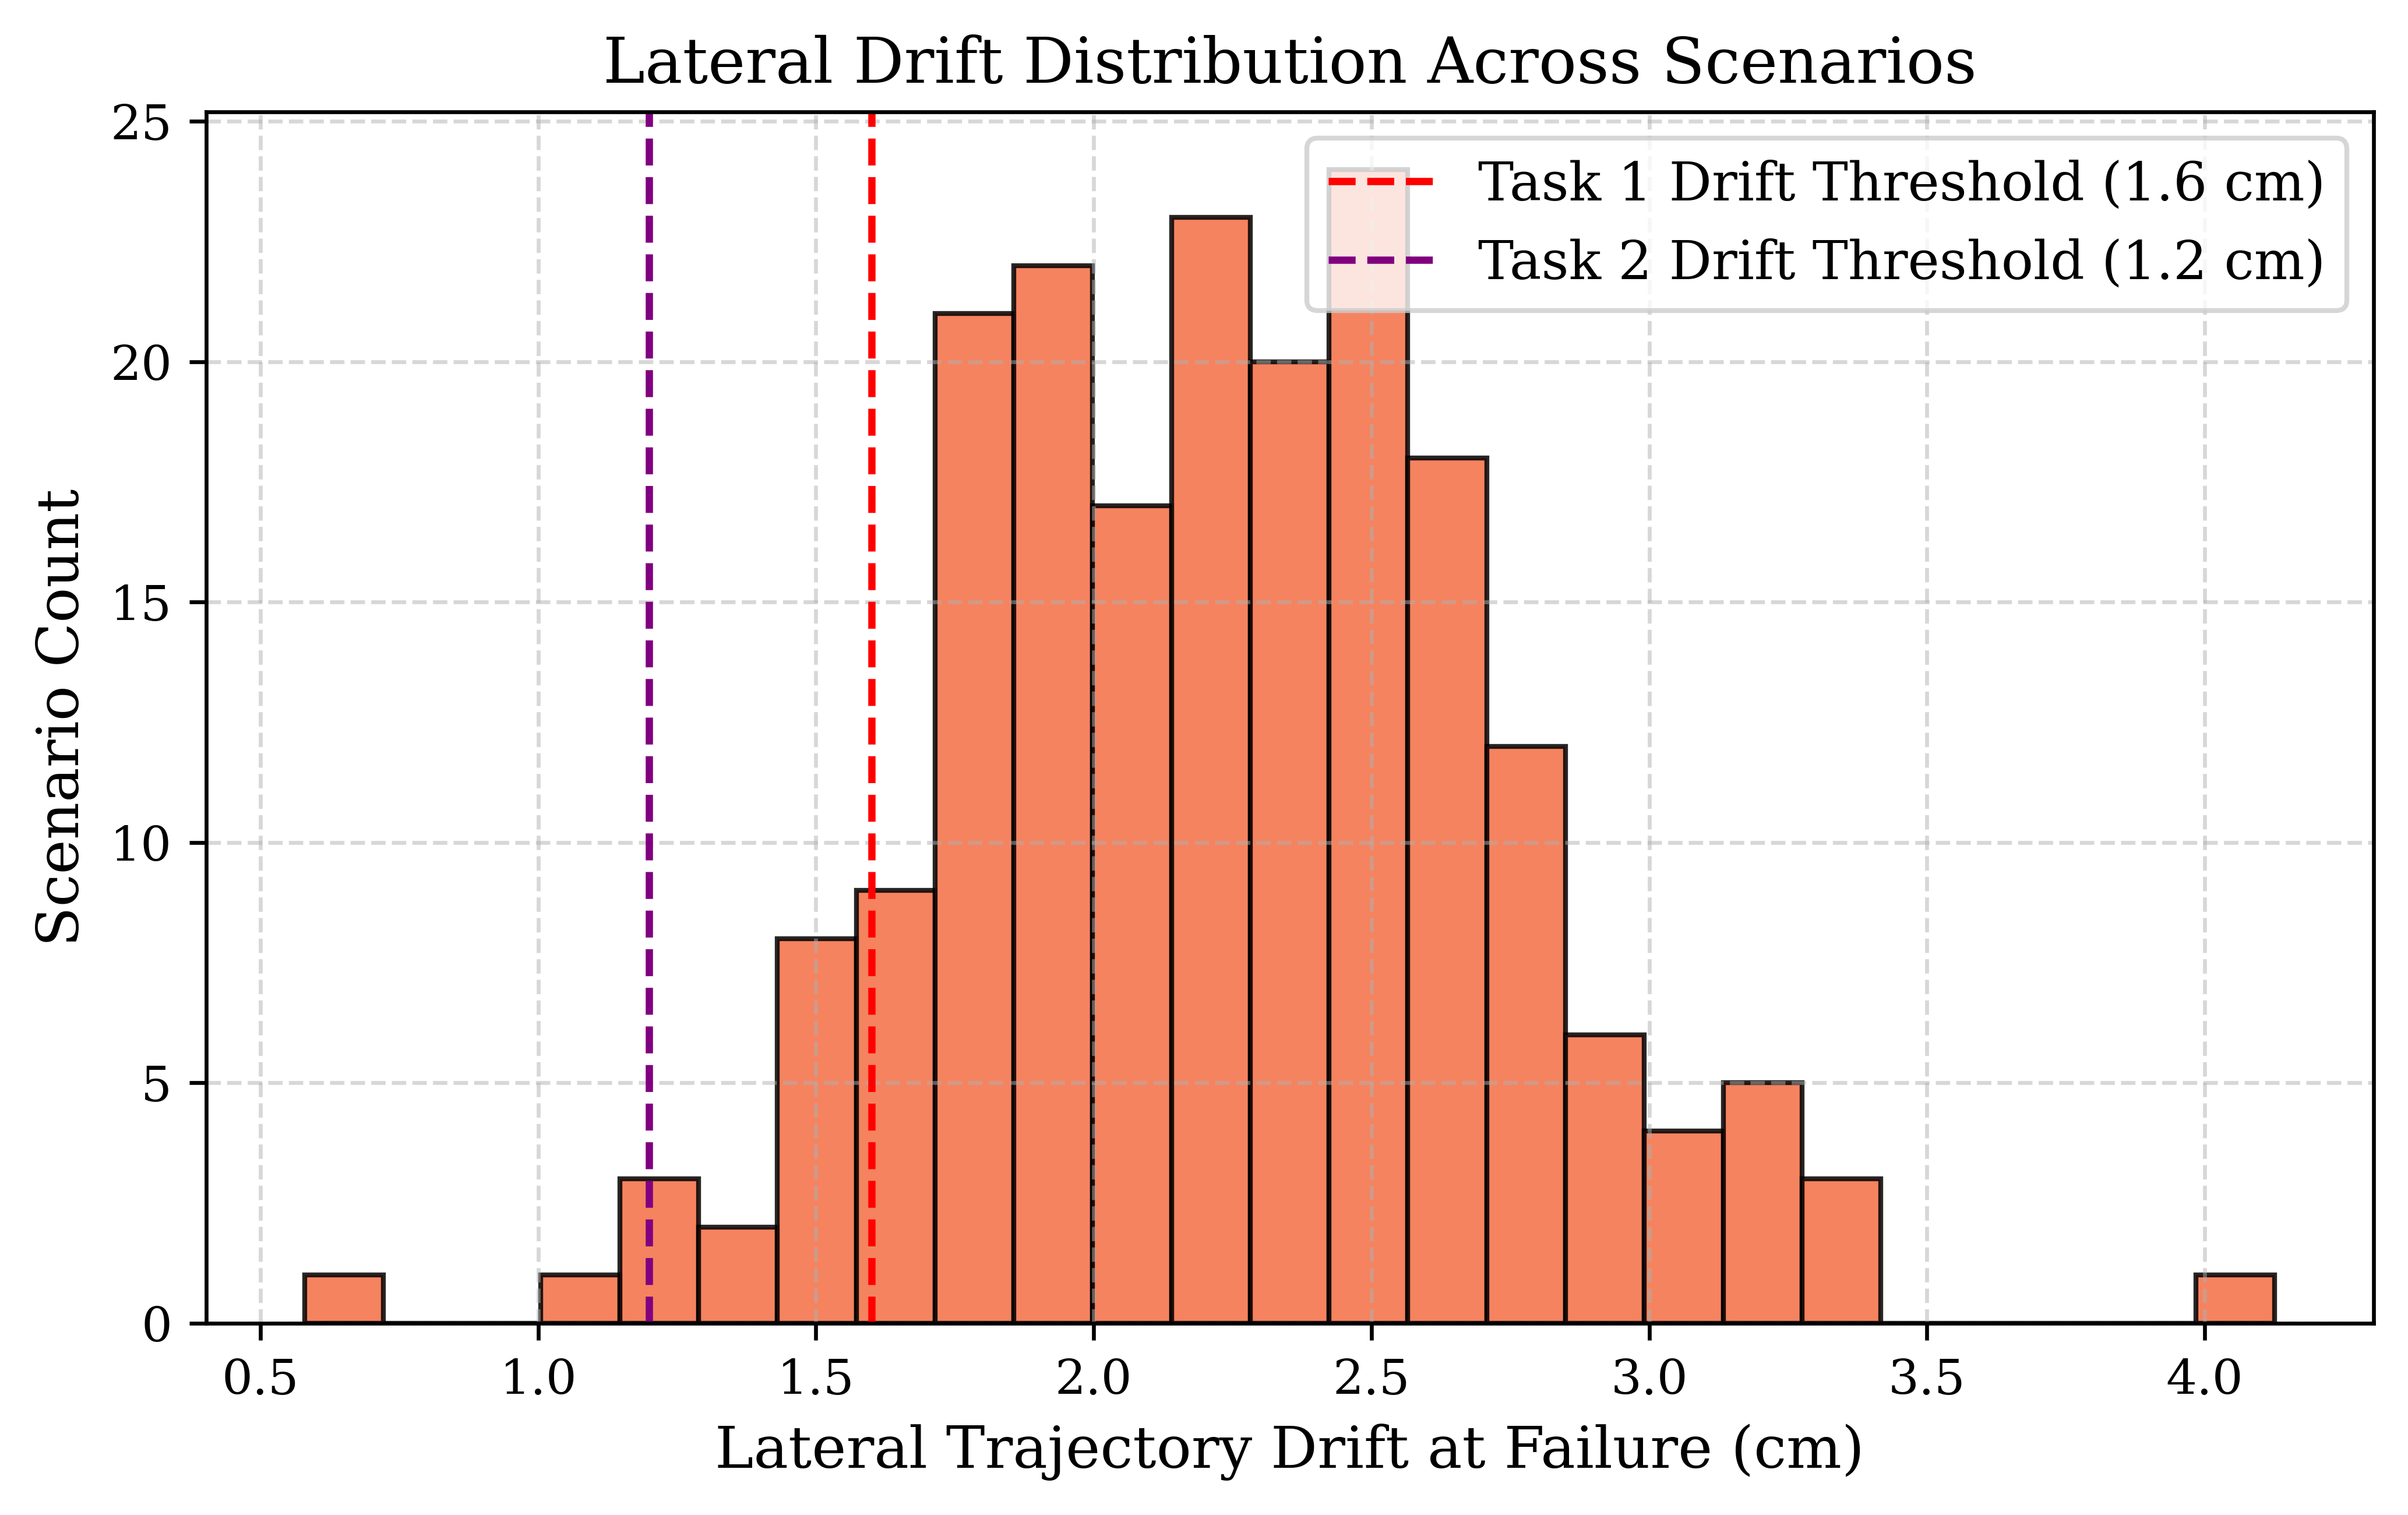 Lateral Drift Distribution Across Scenarios
Task 1 Drift Threshold (1.6 cm)
Task 2 Drift Threshold (1.2 cm)
Scenario Count
25
20
15
10
5
0
0.5 1.0 1.5 2.0 2.5 3.0 3.5 4.0
Lateral Trajectory Drift at Failure (cm)